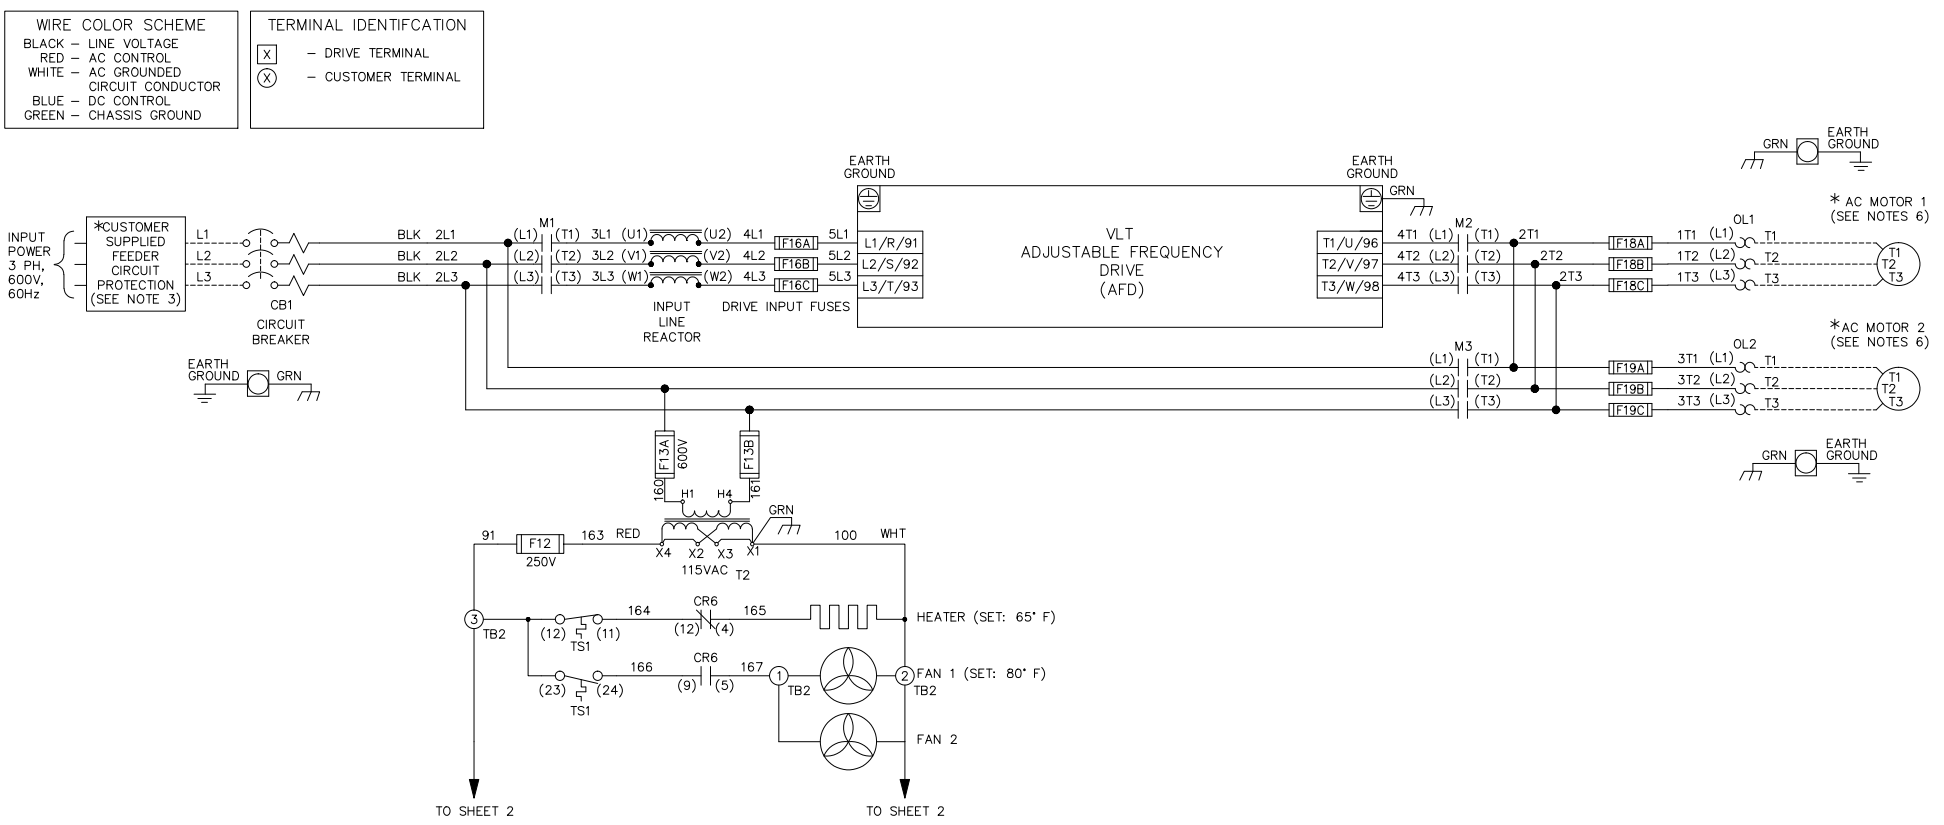 WIRE COLOR SCHEME
BLACK – LINE VOLTAGE
RED – AC CONTROL
WHITE – AC GROUNDED
CIRCUIT CONDUCTOR
BLUE – DC CONTROL
GREEN – CHASSIS GROUND
TERMINAL IDENTIFCATION
X – DRIVE TERMINAL
X – CUSTOMER TERMINAL
INPUT
POWER
3 PH,
600V,
60Hz
*CUSTOMER
SUPPLIED
FEEDER
CIRCUIT
PROTECTION
(SEE NOTE 3)
L1
L2
L3
CB1
CIRCUIT
BREAKER
EARTH
GROUND
GRN
M1
BLK 2L1 (L1) (T1) 3L1 (U1) (U2) 4L1 F16A 5L1
BLK 2L2 (L2) (T2) 3L2 (V1) (V2) 4L2 F16B 5L2
BLK 2L3 (L3) (T3) 3L3 (W1) (W2) 4L3 F16C 5L3
INPUT
LINE
REACTOR
DRIVE INPUT FUSES
EARTH
GROUND
L1/R/91
L2/S/92
L3/T/93
VLT
ADJUSTABLE FREQUENCY
DRIVE
(AFD)
EARTH
GROUND
GRN
T1/U/96
T2/V/97
T3/W/98
M2
4T1 (L1) (T1) 2T1 F18A 1T1 (L1) T1
4T2 (L2) (T2) 2T2 F18B 1T2 (L2) T2
4T3 (L3) (T3) 2T3 F18C 1T3 (L3) T3
OL1
GRN
EARTH
GROUND
* AC MOTOR 1
(SEE NOTES 6)
T1
T2
T3
M3
(L1) (T1) F19A 3T1 (L1) T1
(L2) (T2) F19B 3T2 (L2) T2
(L3) (T3) F19C 3T3 (L3) T3
OL2
*AC MOTOR 2
(SEE NOTES 6)
T1
T2
T3
GRN
EARTH
GROUND
F13A
600V
F13B
160
161
H1 H4
GRN
91 F12 163 RED
250V
X4 X2 X3 X1
115VAC T2
100 WHT
3
TB2
(12) (11)
TS1
164
CR6
(12) (4)
165
HEATER (SET: 65° F)
(23) (24)
TS1
166
CR6
(9) (5)
167
1
TB2
2
TB2
FAN 1 (SET: 80° F)
FAN 2
TO SHEET 2
TO SHEET 2